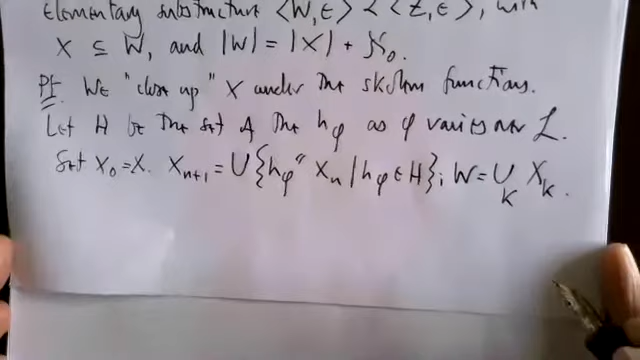 elementary substructure ⟨W,∈⟩ ≺ ⟨Z,∈⟩, with
X ⊆ W, and |W| = |X| + ℵ₀.
Pf. We "close up" X under the skolem functions.
Let H be the set of the h_φ as φ varies over L.
Set X₀=X. X_{n+1} = ∪{h_φ" X_n | h_φ ∈ H}; W = ∪_K X_K.